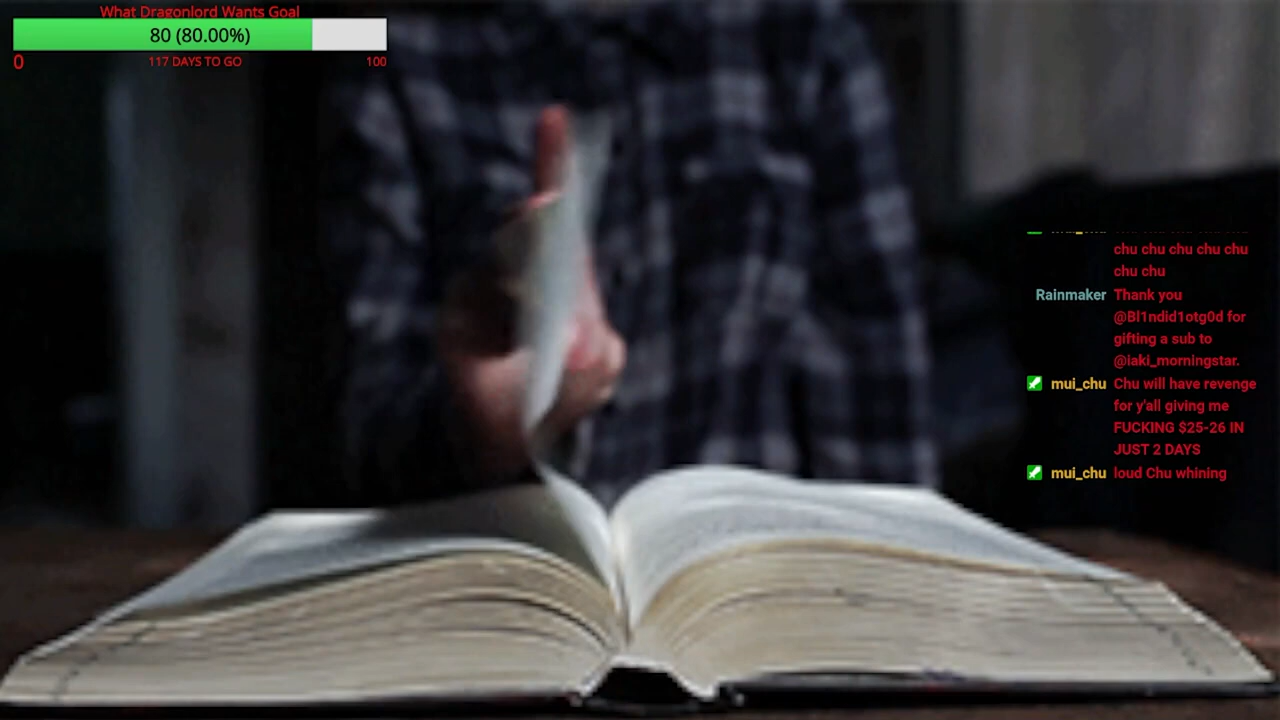 What Dragonlord Wants Goal
80 (80.00%)
0 117 DAYS TO GO 100
chu chu chu chu chu
chu chu
Rainmaker Thank you
@Bl1ndid1otg0d for
gifting a sub to
@iaki_morningstar.
mui_chu Chu will have revenge
for y'all giving me
FUCKING $25-26 IN
JUST 2 DAYS
mui_chu loud Chu whining